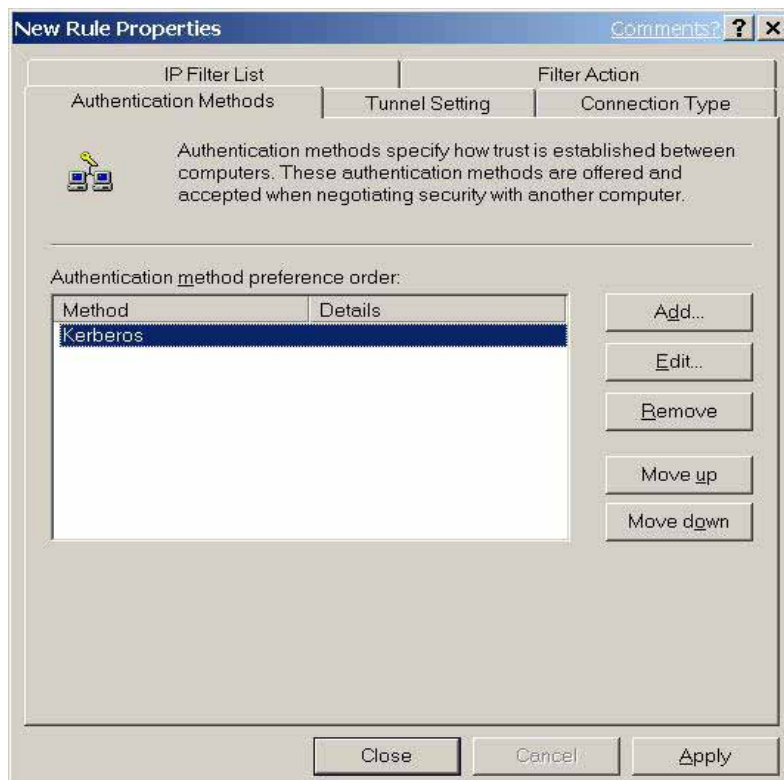 New Rule Properties Comments? ? ×
IP Filter List Filter Action
Authentication Methods Tunnel Setting Connection Type
Authentication methods specify how trust is established between
computers. These authentication methods are offered and
accepted when negotiating security with another computer.
Authentication method preference order:
Method Details
Kerberos
Add...
Edit...
Remove
Move up
Move down
Close Cancel Apply